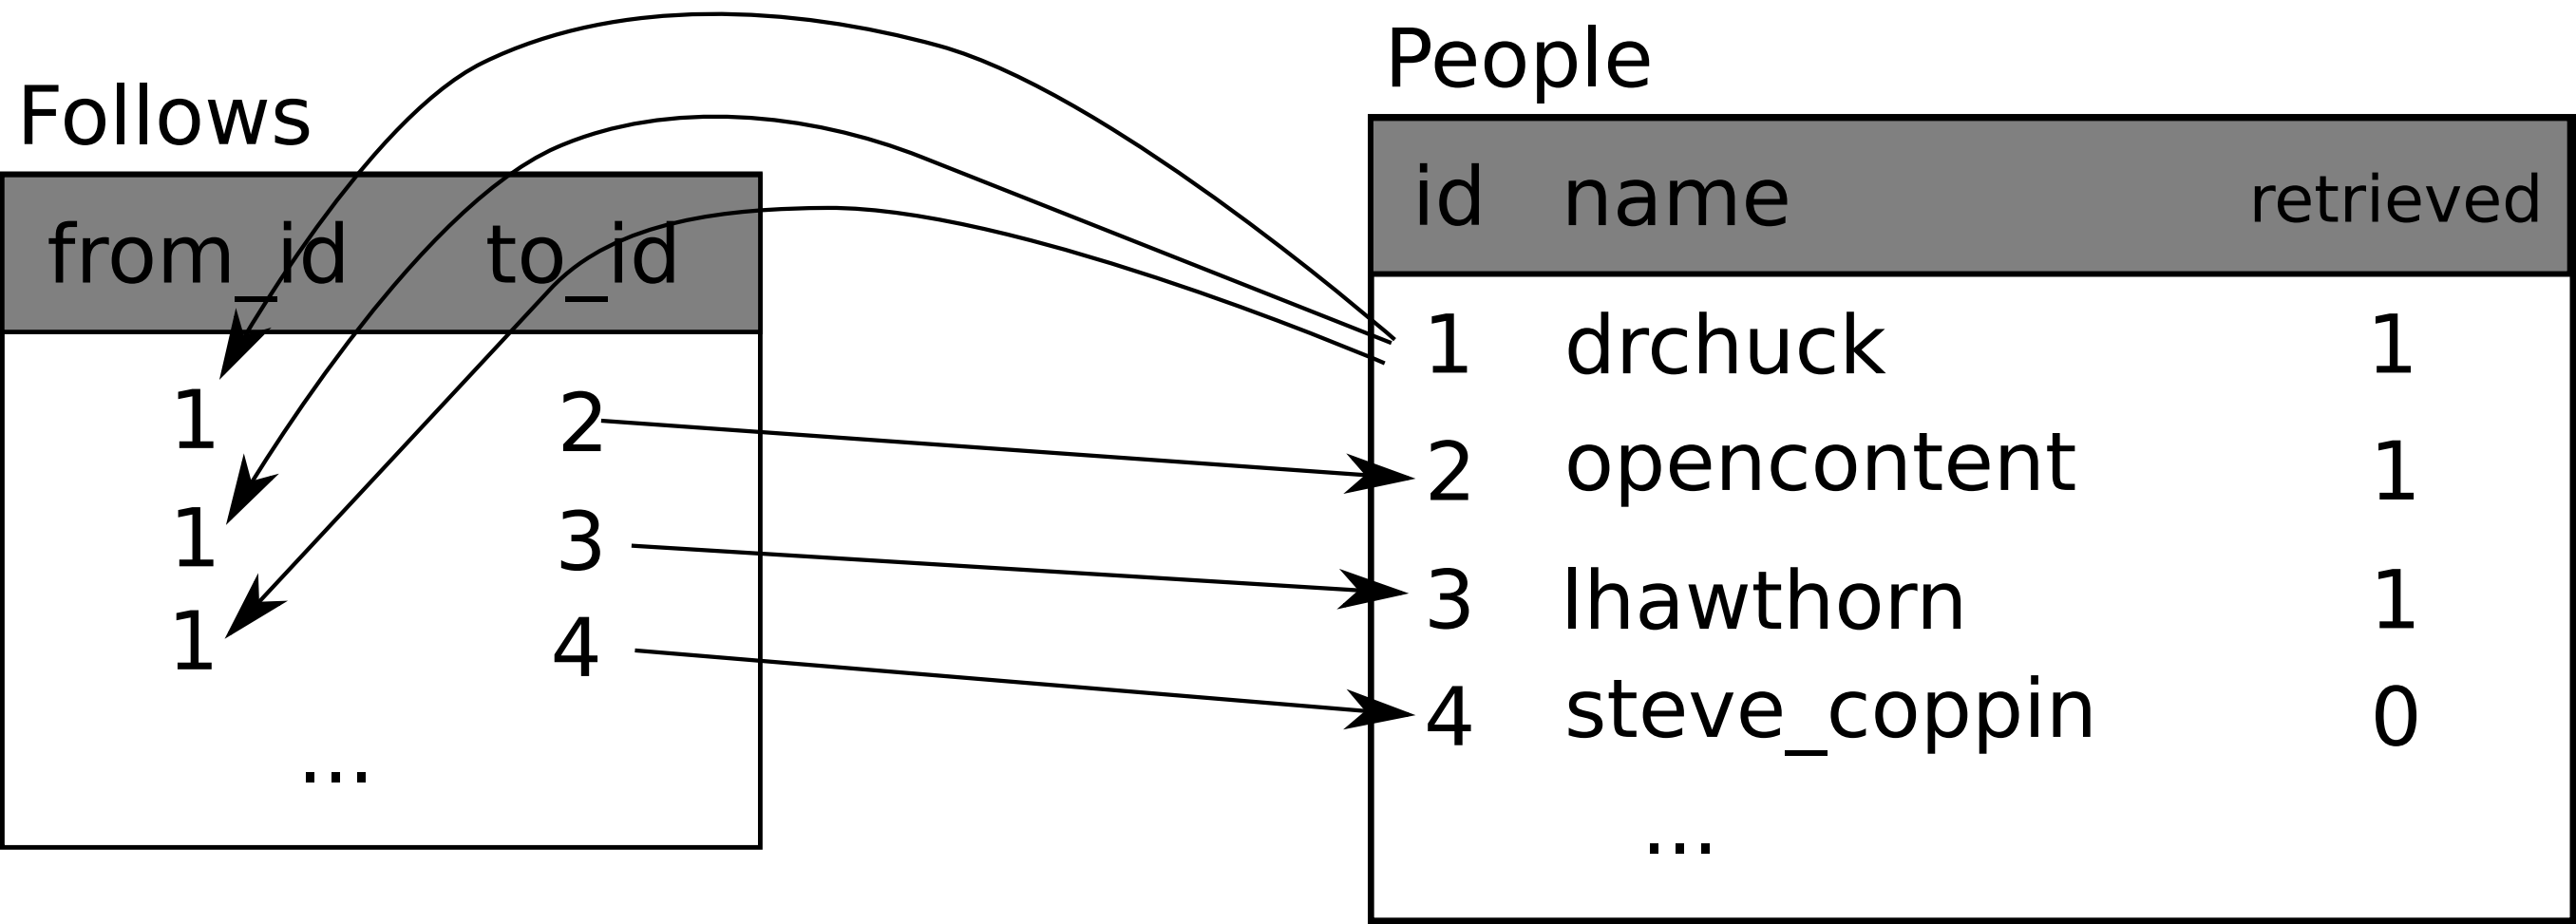 Follows
from_id to_id
1 2
1 3
1 4
...
People
id name retrieved
1 drchuck 1
2 opencontent 1
3 lhawthorn 1
4 steve_coppin 0
...